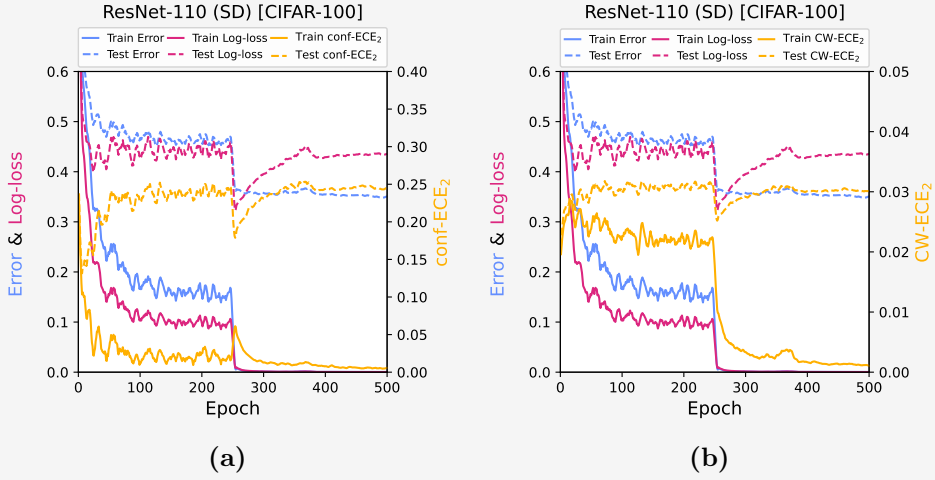 ResNet-110 (SD) [CIFAR-100]
Train Error
Train Log-loss
Train conf-ECE₂
Test Error
Test Log-loss
Test conf-ECE₂
0.6
0.5
0.4
0.3
0.2
0.1
0.0
Error & Log-loss
0.40
0.35
0.30
0.25
0.20
0.15
0.10
0.05
0.00
conf-ECE₂
0 100 200 300 400 500
Epoch
(a)
ResNet-110 (SD) [CIFAR-100]
Train Error
Train Log-loss
Train CW-ECE₂
Test Error
Test Log-loss
Test CW-ECE₂
0.6
0.5
0.4
0.3
0.2
0.1
0.0
Error & Log-loss
0.05
0.04
0.03
0.02
0.01
0.00
CW-ECE₂
0 100 200 300 400 500
Epoch
(b)